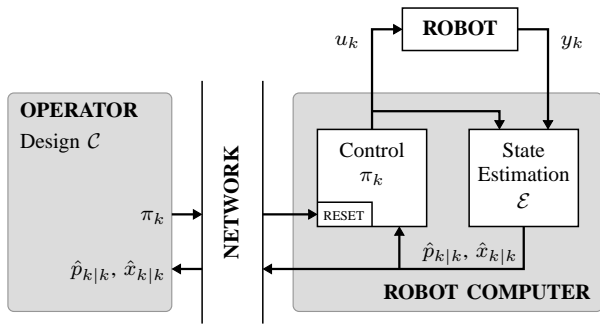 ROBOT
u_k
y_k
OPERATOR
Design 𝒞
NETWORK
Control
π_k
RESET
State
Estimation
ℰ
π_k
p̂_{k|k}, x̂_{k|k}
p̂_{k|k}, x̂_{k|k}
ROBOT COMPUTER